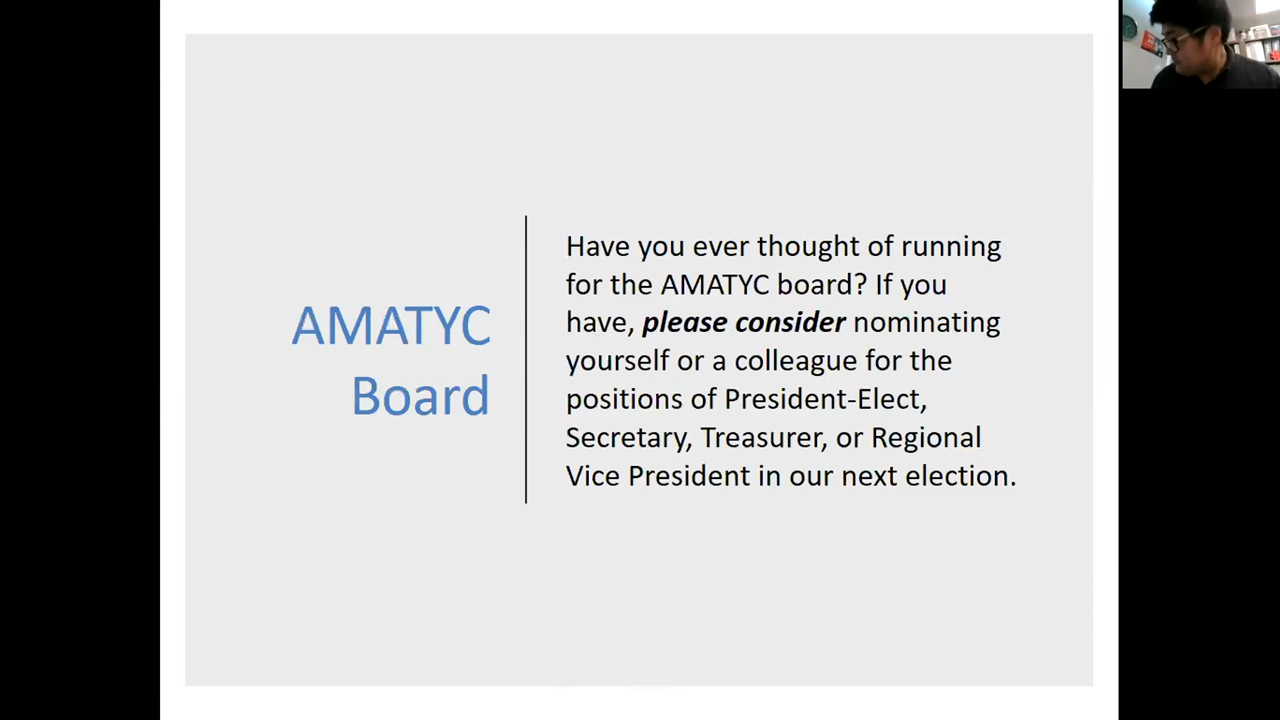 AMATYC
Board
Have you ever thought of running
for the AMATYC board? If you
have, please consider nominating
yourself or a colleague for the
positions of President-Elect,
Secretary, Treasurer, or Regional
Vice President in our next election.